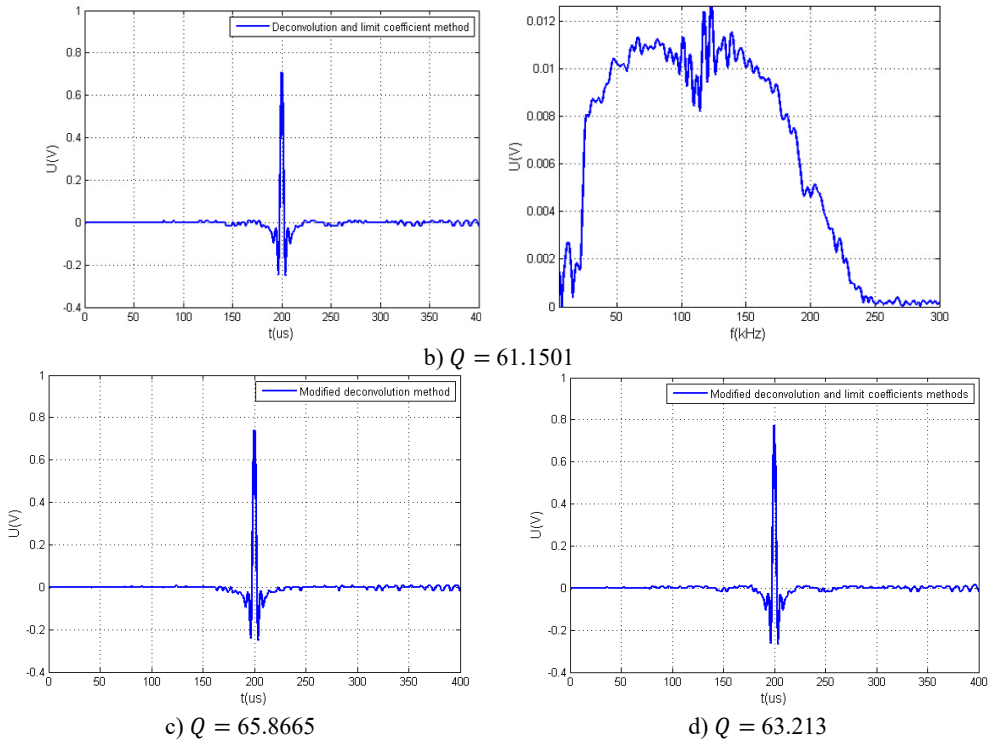 Deconvolution and limit coefficient method
1
0.8
0.6
0.4
0.2
0
-0.2
-0.4
U(V)
0 50 100 150 200 250 300 350 40
t(us)
0.012
0.01
0.008
0.006
0.004
0.002
0
U(V)
50 100 150 200 250 300
f(kHz)
b) Q = 61.1501
Modified deconvolution method
1
0.8
0.6
0.4
0.2
0
-0.2
-0.4
U(V)
0 50 100 150 200 250 300 350 400
t(us)
c) Q = 65.8665
Modified deconvolution and limit coefficients methods
1
0.8
0.6
0.4
0.2
0
-0.2
-0.4
U(V)
0 50 100 150 200 250 300 350 400
t(us)
d) Q = 63.213